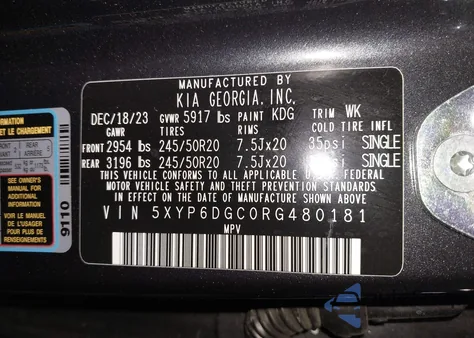 MANUFACTURED BY
KIA GEORGIA, INC.
DEC/18/23 GVWR 5917 lbs PAINT KDG TRIM WK
GAWR TIRES RIMS COLD TIRE INFL
FRONT 2954 lbs 245/50R20 7.5Jx20 35psi SINGLE
REAR 3196 lbs 245/50R20 7.5Jx20 SINGLE
THIS VEHICLE CONFORMS TO ALL APPLICABLE FEDERAL
MOTOR VEHICLE SAFETY AND THEFT PREVENTION STANDARDS
IN EFFECT ON THE DATE OF MANUFACTURE SHOWN ABOVE
VIN 5XYP6DGC0RG480181
MPV
INFORMATION
ET LE CHARGEMENT
SEE OWNER'S
MANUAL FOR
ADDITIONAL
INFORMATION
VOIR LE MANUEL
DE L'USAGER
POUR PLUS DE
RENSEIGNEMENTS
9110